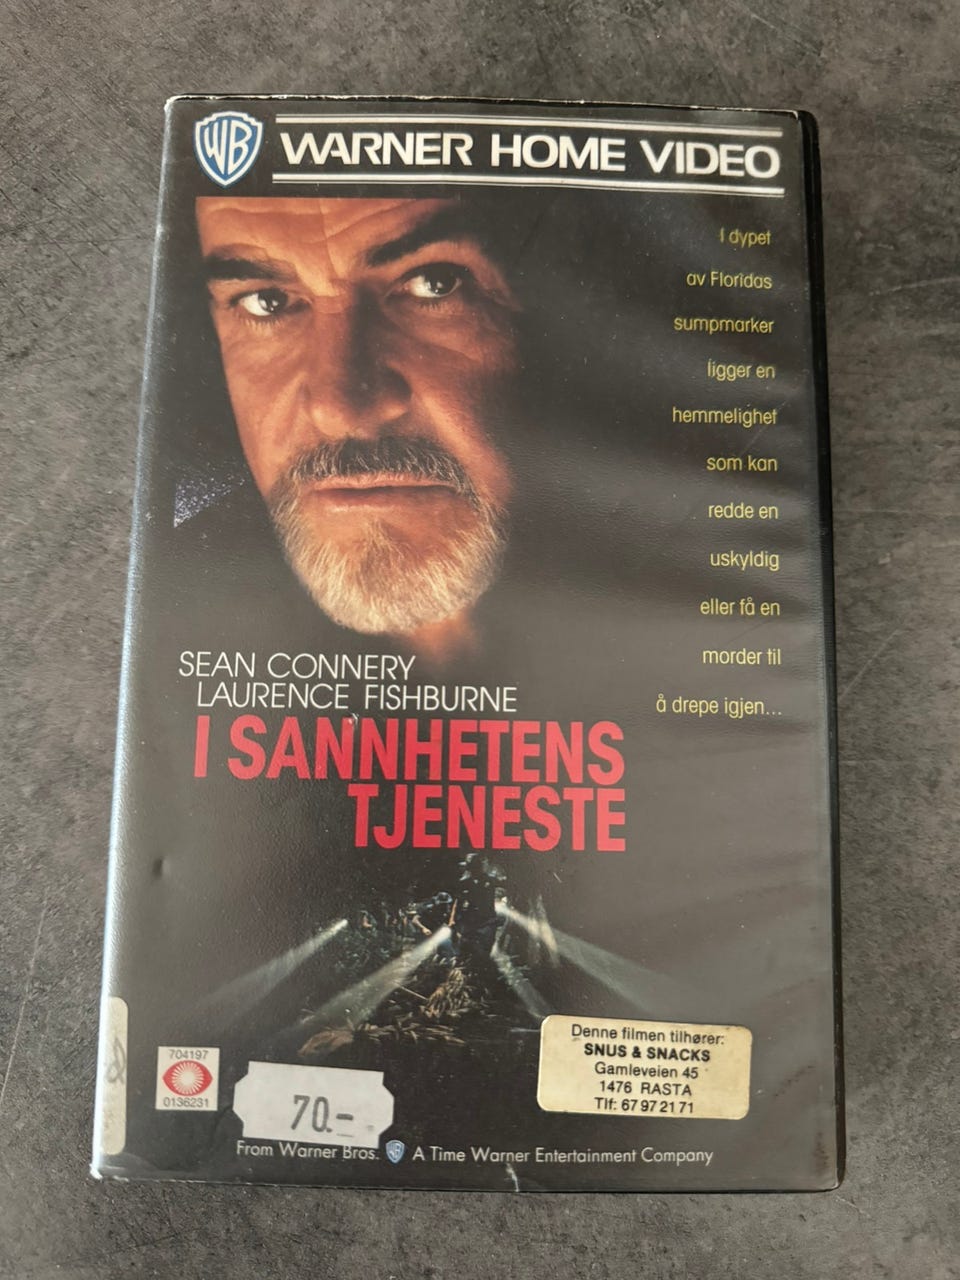 WB WARNER HOME VIDEO
I dypet
av Floridas
sumpmarker
ligger en
hemmelighet
som kan
redde en
uskyldig
eller få en
morder til
å drepe igjen...
SEAN CONNERY
LAURENCE FISHBURNE
I SANNHETENS
TJENESTE
704197
0136231
70.-
Denne filmen tilhører:
SNUS & SNACKS
Gamleveien 45
1476 RASTA
Tlf: 67 97 21 71
From Warner Bros. WB A Time Warner Entertainment Company